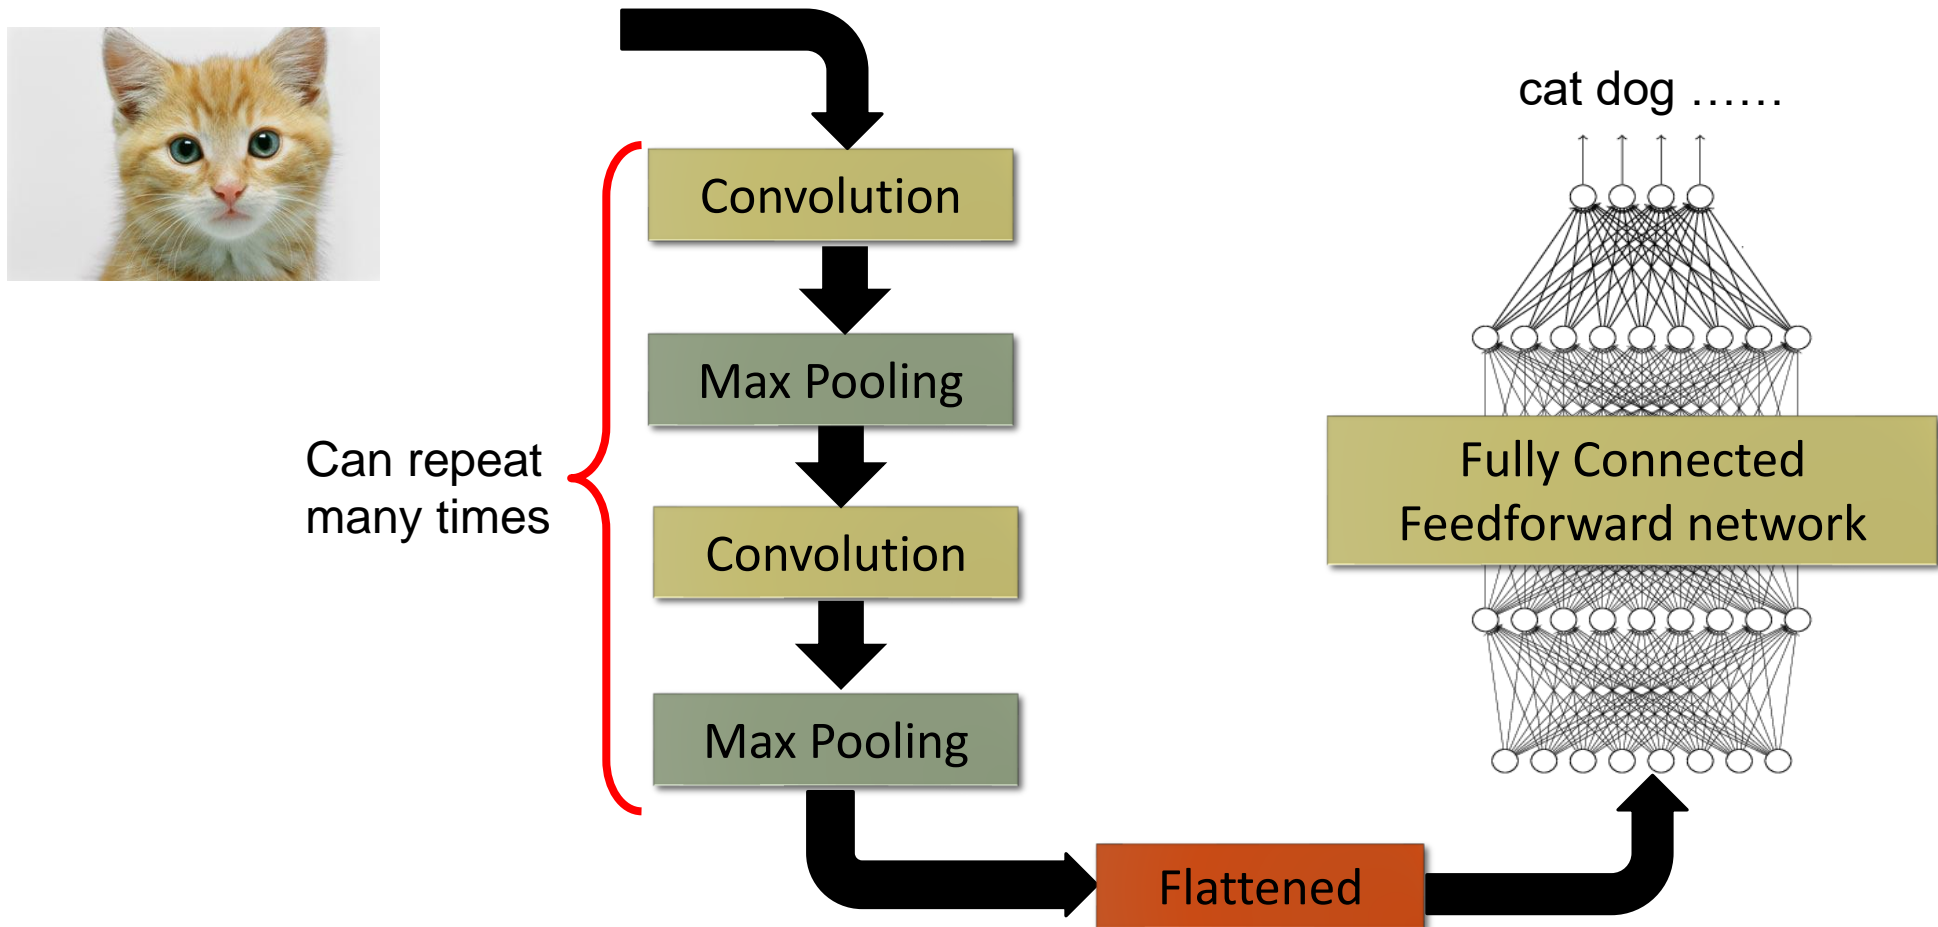 cat dog ……
Convolution
Max Pooling
Can repeat
many times
Convolution
Max Pooling
Fully Connected
Feedforward network
Flattened